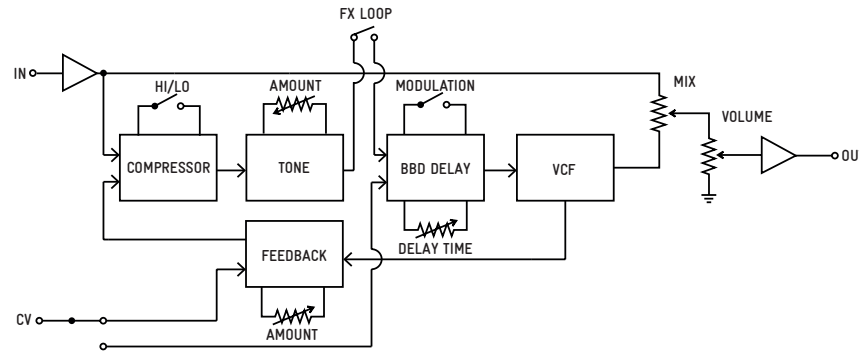 FX LOOP
IN
HI/LO
AMOUNT
MODULATION
MIX
VOLUME
COMPRESSOR
TONE
BBD DELAY
VCF
OU
FEEDBACK
DELAY TIME
CV
AMOUNT